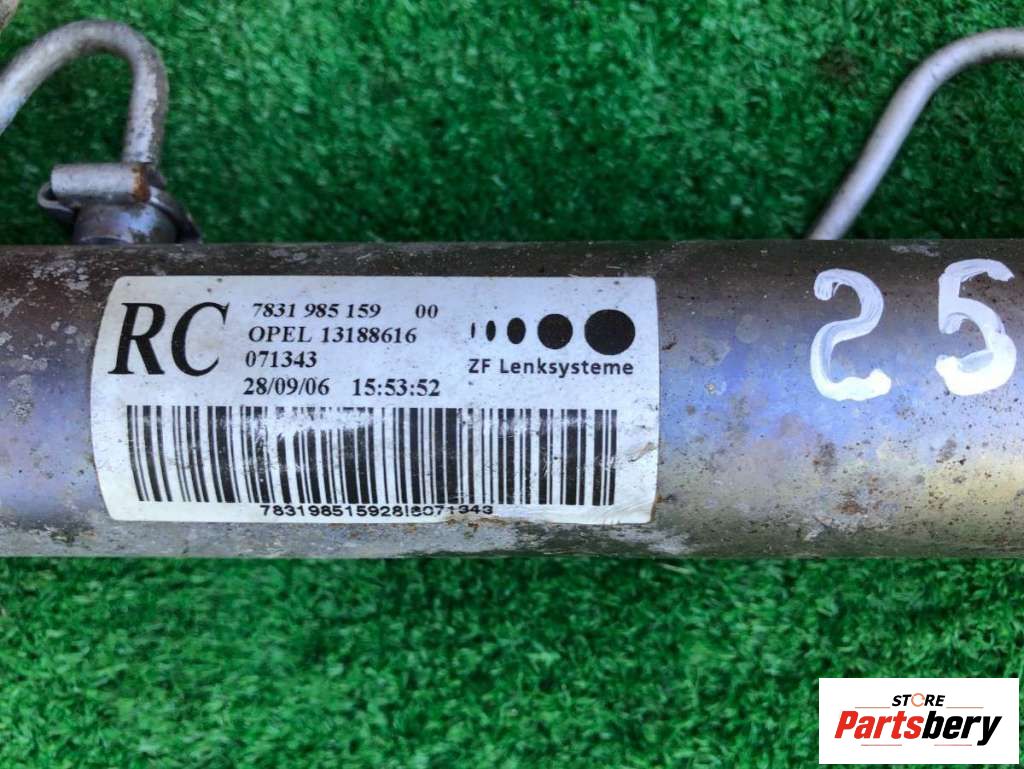 RC
7831 985 159 00
OPEL 13188616
071343
28/09/06 15:53:52
ZF Lenksysteme
783198515928I8071343
25
STORE
Partsbery